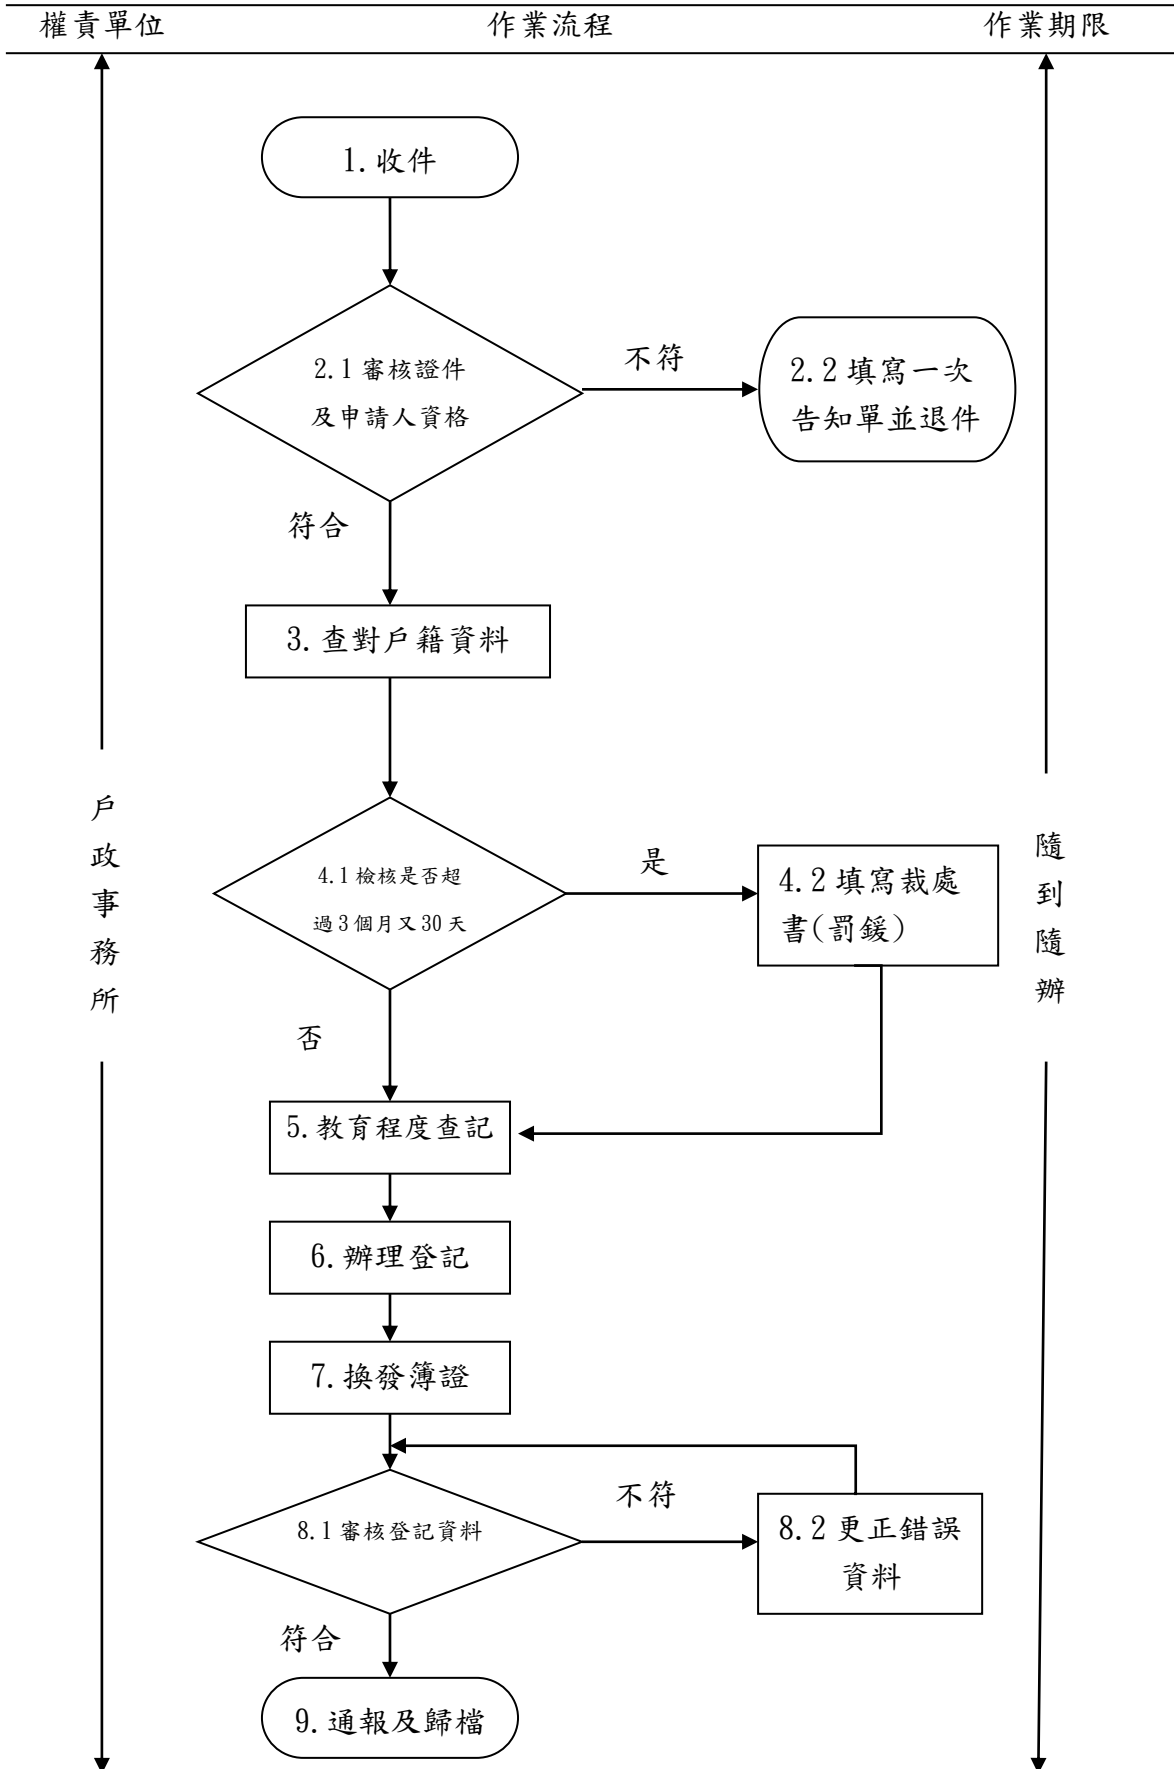 權責單位
作業流程
作業期限
1.收件
2.1 審核證件
及申請人資格
不符
2.2 填寫一次
告知單並退件
符合
3.查對戶籍資料
戶
政
事
務
所
4.1 檢核是否超
過 3 個月又 30 天
是
4.2 填寫裁處
書(罰鍰)
隨
到
隨
辦
否
5.教育程度查記
6.辦理登記
7.換發簿證
8.1 審核登記資料
不符
8.2 更正錯誤
資料
符合
9.通報及歸檔